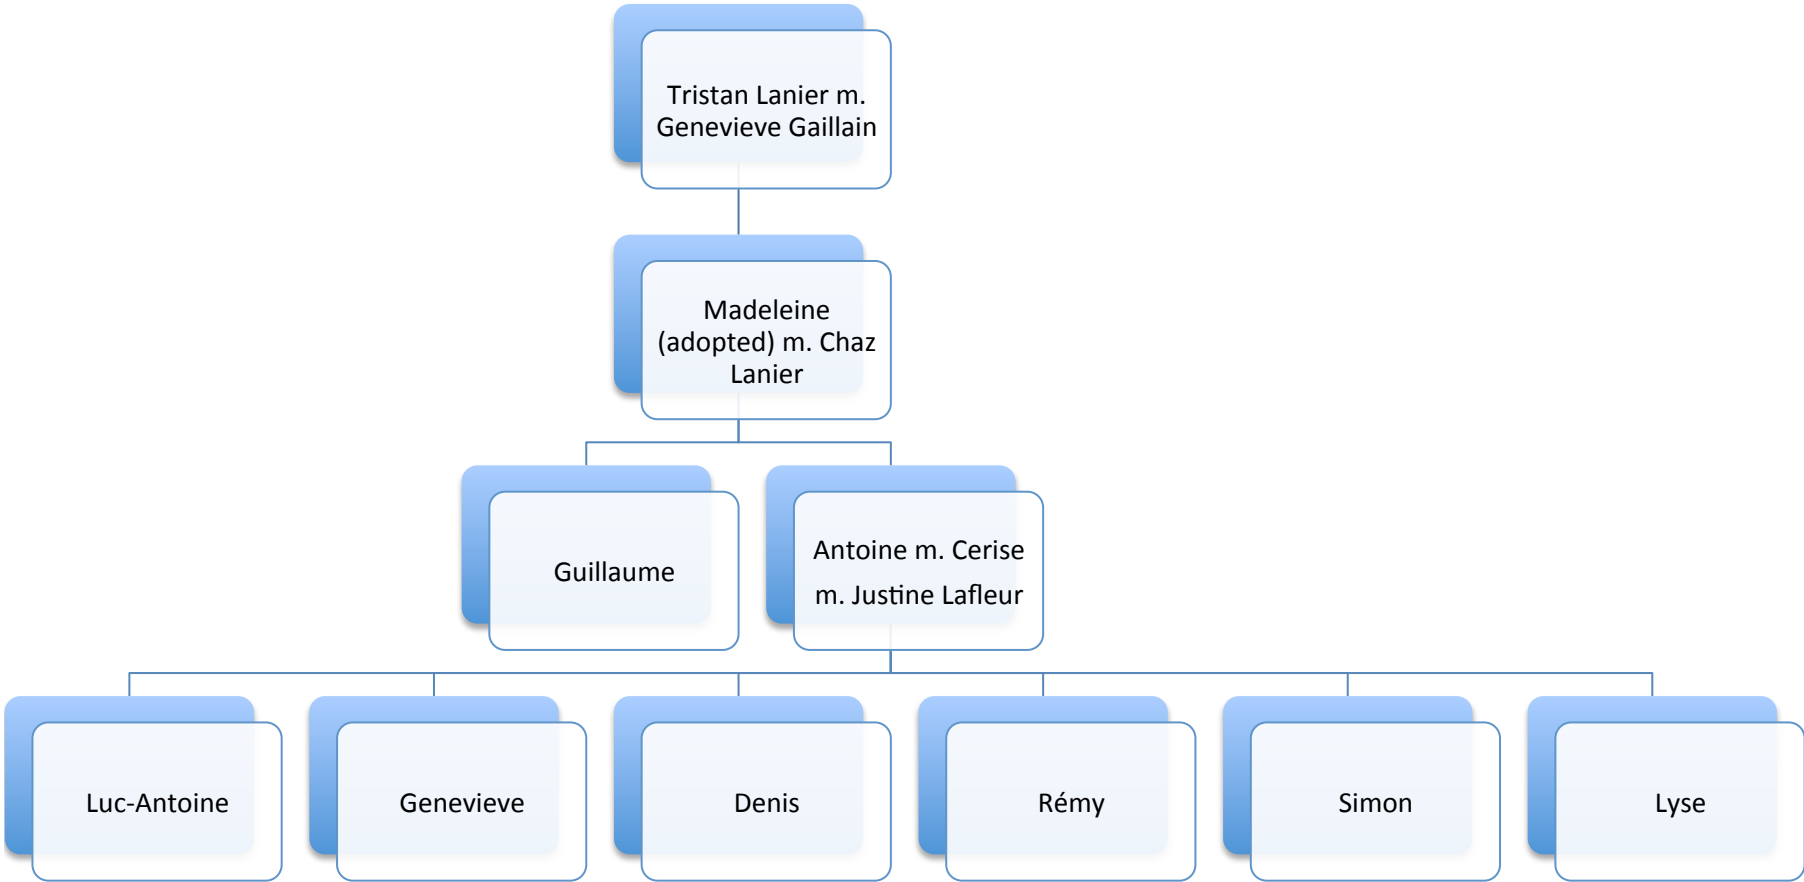 Tristan Lanier m.
Genevieve Gaillain
Madeleine
(adopted) m. Chaz
Lanier
Guillaume
Antoine m. Cerise
m. Justine Lafleur
Luc-Antoine
Genevieve
Denis
Rémy
Simon
Lyse